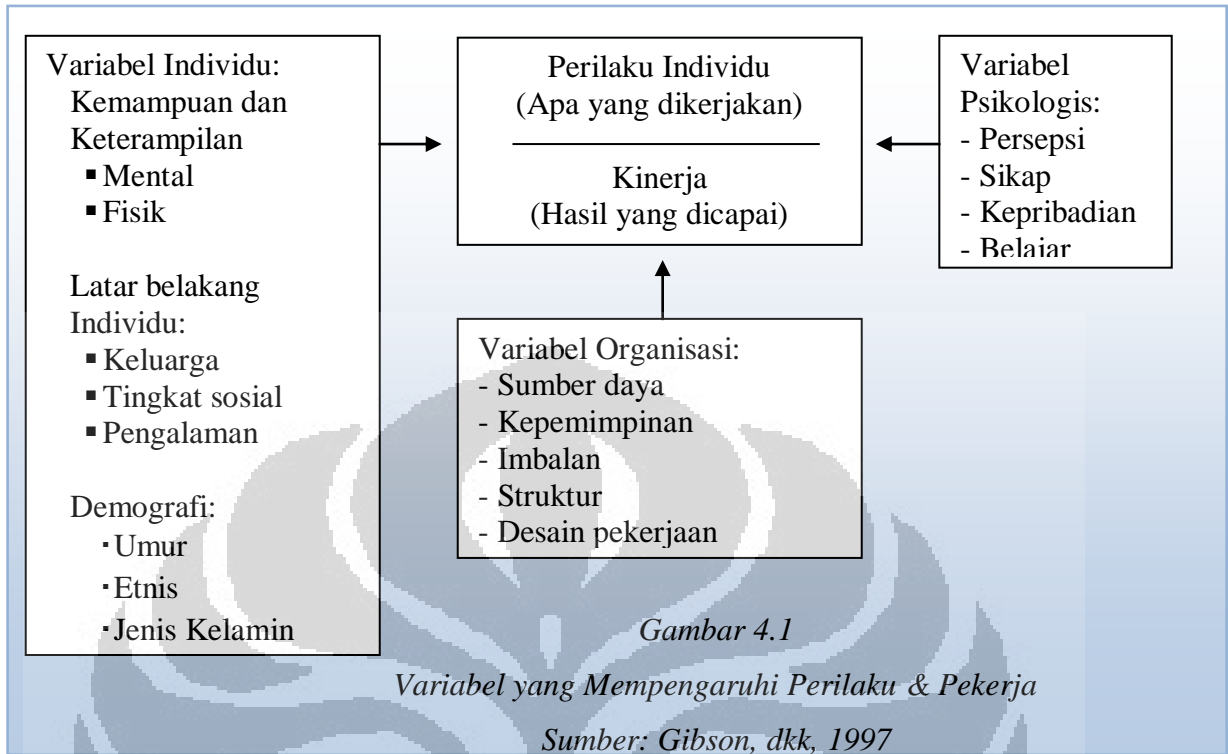 Variabel Individu:
Kemampuan dan
Keterampilan
▪ Mental
▪ Fisik
Latar belakang
Individu:
▪ Keluarga
▪ Tingkat sosial
▪ Pengalaman
Demografi:
▪ Umur
▪ Etnis
▪ Jenis Kelamin
Perilaku Individu
(Apa yang dikerjakan)
Kinerja
(Hasil yang dicapai)
Variabel
Psikologis:
- Persepsi
- Sikap
- Kepribadian
- Belajar
Variabel Organisasi:
- Sumber daya
- Kepemimpinan
- Imbalan
- Struktur
- Desain pekerjaan
Gambar 4.1
Variabel yang Mempengaruhi Perilaku & Pekerja
Sumber: Gibson, dkk, 1997